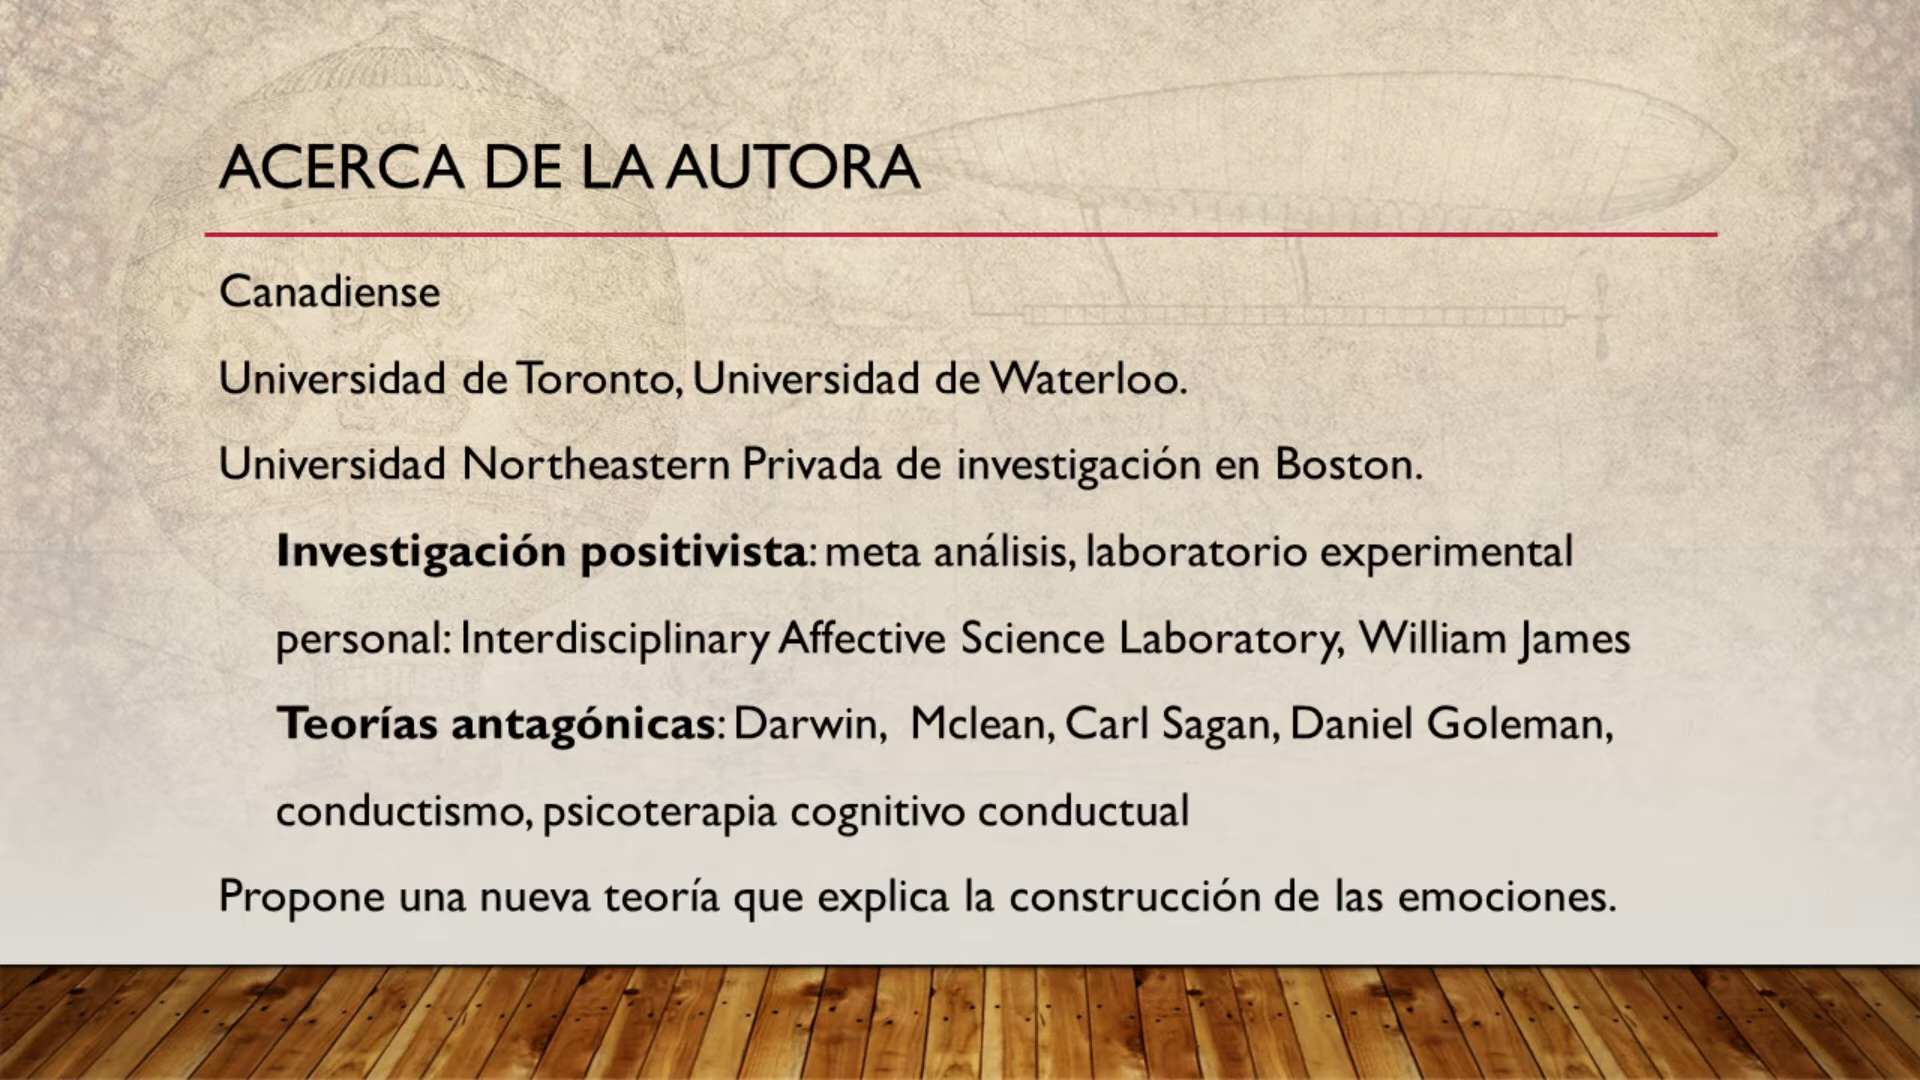 ACERCA DE LA AUTORA
Canadiense
Universidad de Toronto, Universidad de Waterloo.
Universidad Northeastern Privada de investigación en Boston.
Investigación positivista: meta análisis, laboratorio experimental
personal: Interdisciplinary Affective Science Laboratory, William James
Teorías antagónicas: Darwin,  Mclean, Carl Sagan, Daniel Goleman,
conductismo, psicoterapia cognitivo conductual
Propone una nueva teoría que explica la construcción de las emociones.